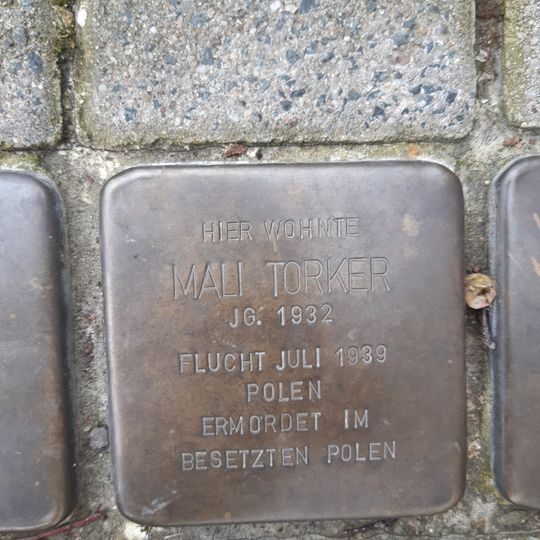 HIER WOHNTE
MALI TORKER
JG. 1932
FLUCHT JULI 1939
POLEN
ERMORDET IM
BESETZTEN POLEN